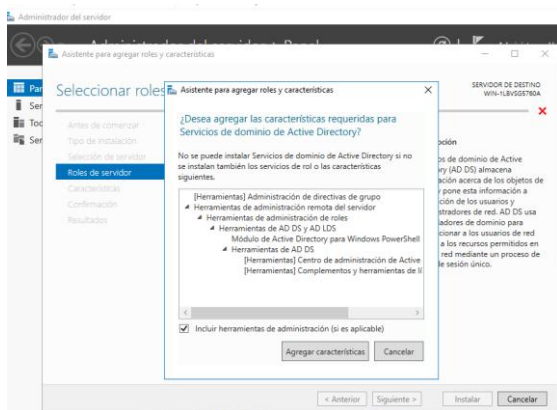 Administrador del servidor
Asistente para agregar roles y características
Seleccionar roles
SERVIDOR DE DESTINO
WIN-1LBVSGS760A
Antes de comenzar
Tipo de instalación
Selección de servidor
Roles de servidor
Características
Confirmación
Resultados
Asistente para agregar roles y características
¿Desea agregar las características requeridas para
Servicios de dominio de Active Directory?
No se puede instalar Servicios de dominio de Active Directory si no
se instalan también los servicios de rol o las características
siguientes.
[Herramientas] Administración de directivas de grupo
Herramientas de administración remota del servidor
Herramientas de administración de roles
Herramientas de AD DS y AD LDS
Módulo de Active Directory para Windows PowerShell
Herramientas de AD DS
[Herramientas] Centro de administración de Active
[Herramientas] Complementos y herramientas de lí
Incluir herramientas de administración (si es aplicable)
Agregar características
Cancelar
pción
os de dominio de Active
ry (AD DS) almacena
ación acerca de los objetos de
y pone esta información a
ción de los usuarios y
stradores de red. AD DS usa
ladores de dominio para
cionar a los usuarios de red
a los recursos permitidos en
red mediante un proceso de
de sesión único.
< Anterior
Siguiente >
Instalar
Cancelar
Par
Ser
Toc
Ser